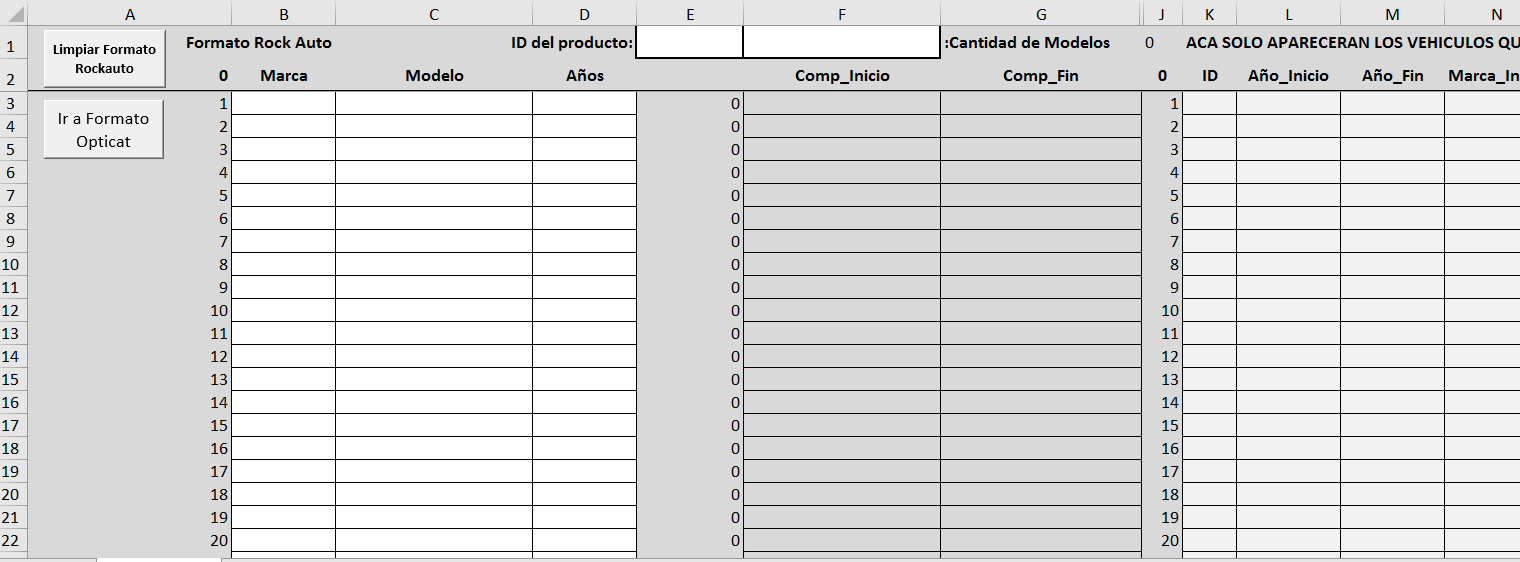 A B C D E F G J K L M N
1 Limpiar Formato Rockauto Formato Rock Auto ID del producto: :Cantidad de Modelos 0 ACA SOLO APARECERAN LOS VEHICULOS QU
2 0 Marca Modelo Años Comp_Inicio Comp_Fin 0 ID Año_Inicio Año_Fin Marca_In
3 1 0 1
Ir a Formato
4 2 0 2
Opticat
5 3 0 3
6 4 0 4
7 5 0 5
8 6 0 6
9 7 0 7
10 8 0 8
11 9 0 9
12 10 0 10
13 11 0 11
14 12 0 12
15 13 0 13
16 14 0 14
17 15 0 15
18 16 0 16
19 17 0 17
20 18 0 18
21 19 0 19
22 20 0 20